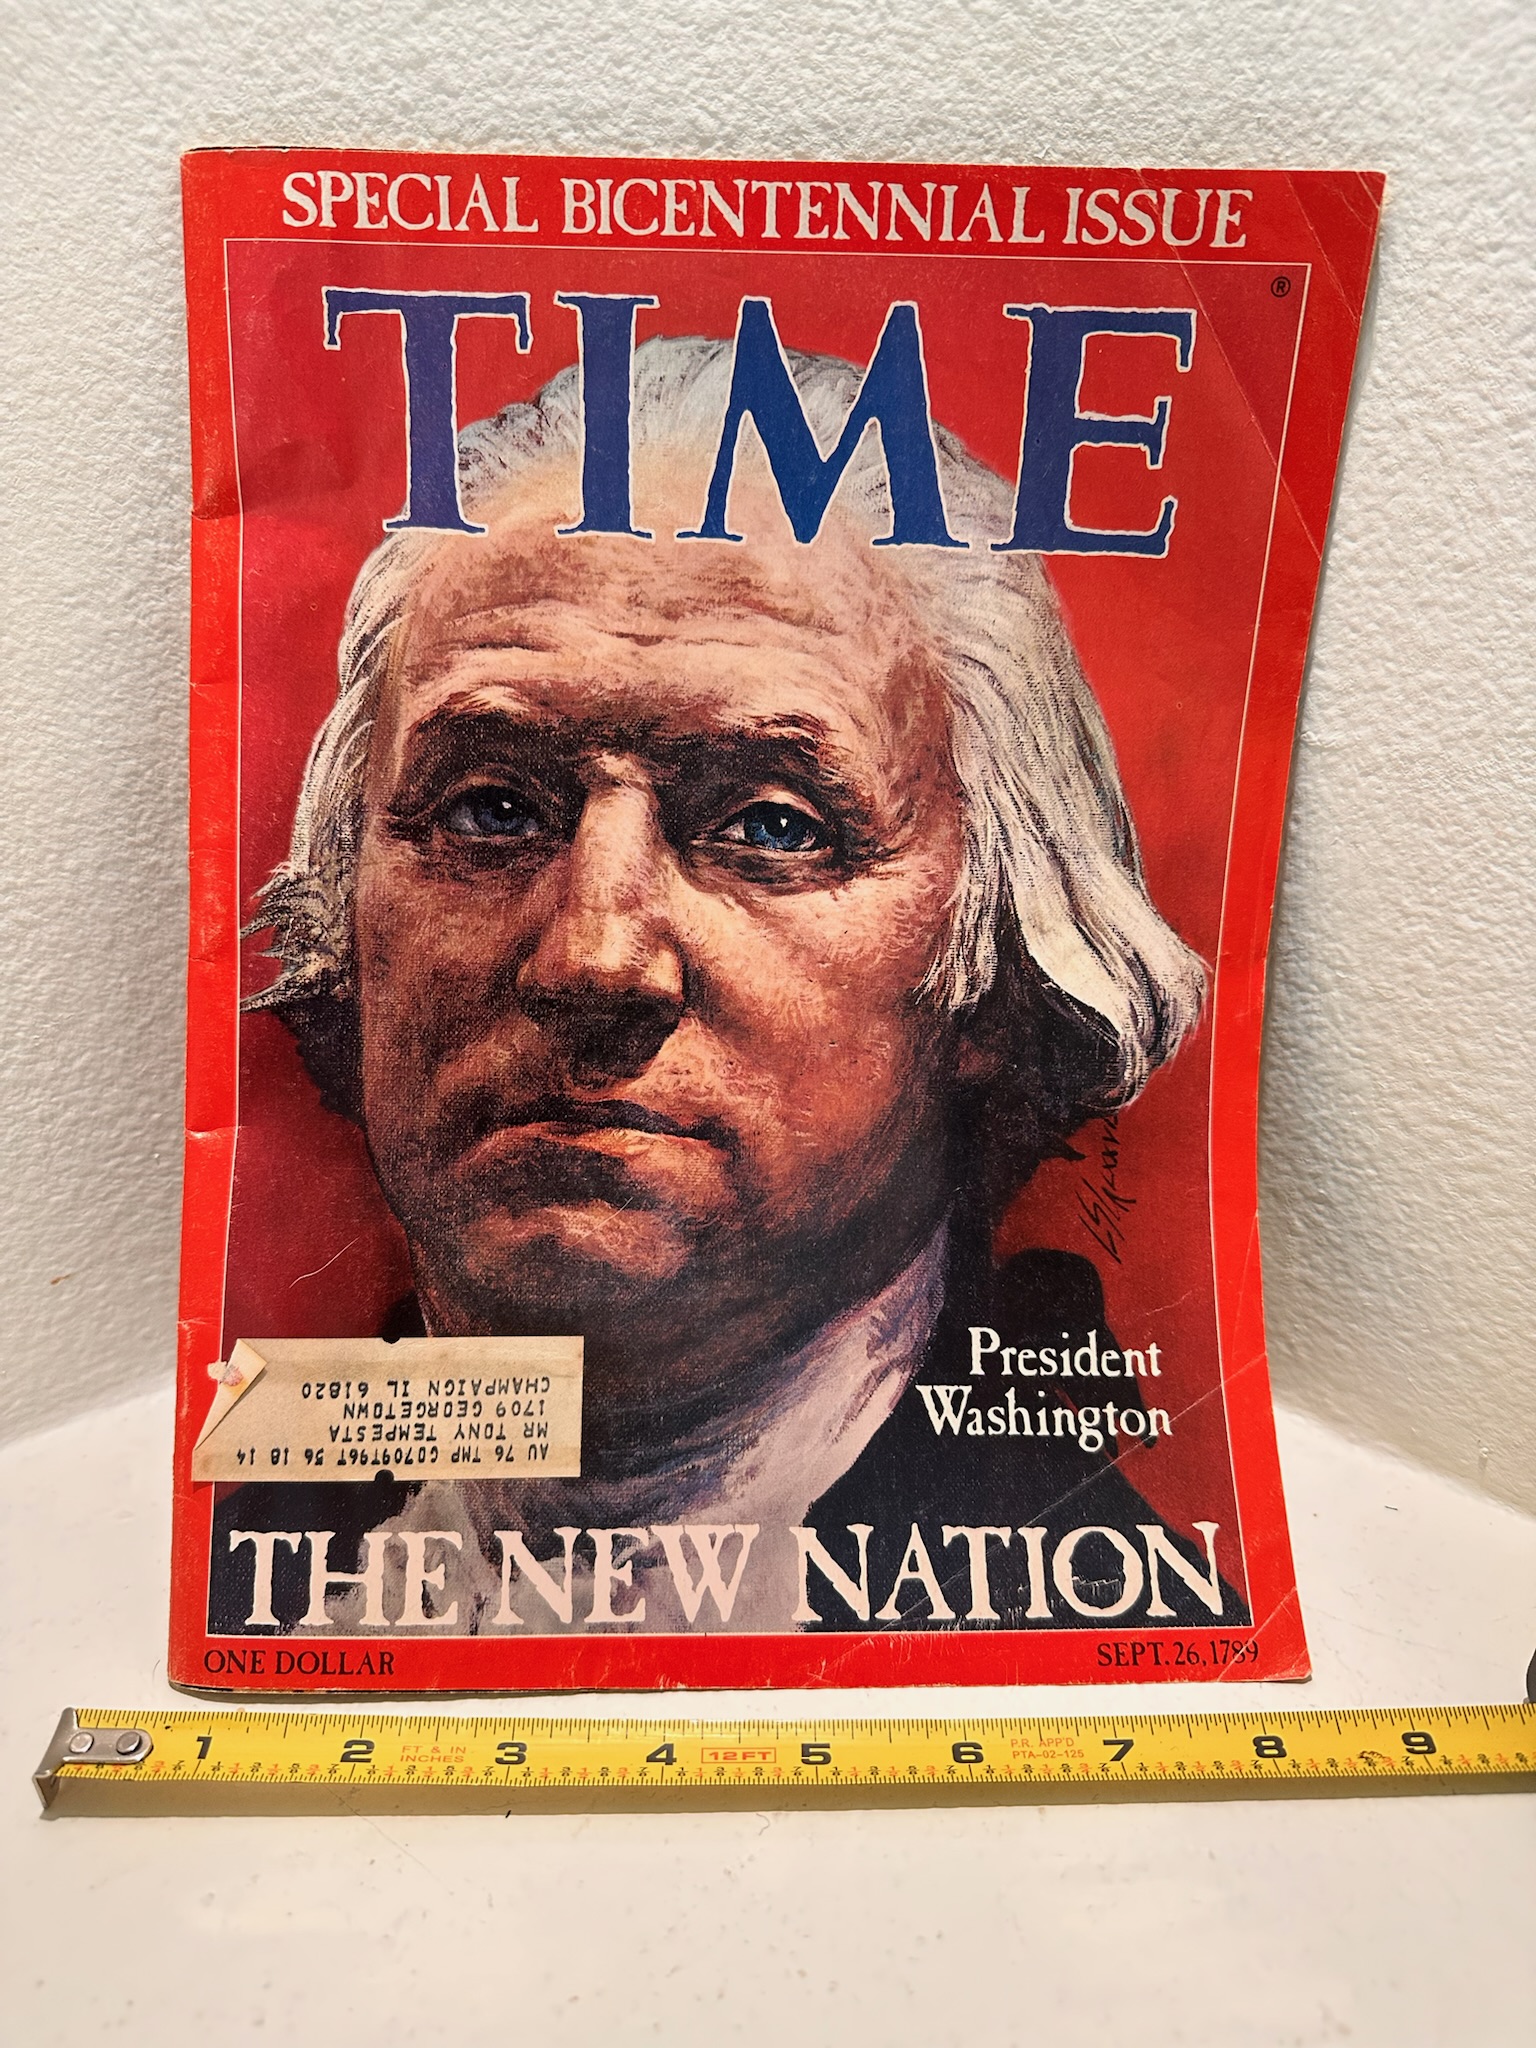 SPECIAL BICENTENNIAL ISSUE
TIME
®
President
Washington
AU 76 TMP GD709T96T 56 18 14
MR TONY TEMPESTA
1709 GEORGETOWN
CHAMPAIGN IL 61820
THE NEW NATION
ONE DOLLAR
SEPT. 26, 1789
1 2 FT & IN 3 4 12FT 5 6 P.R. APP'D 7 8 9
INCHES PTA-02-125